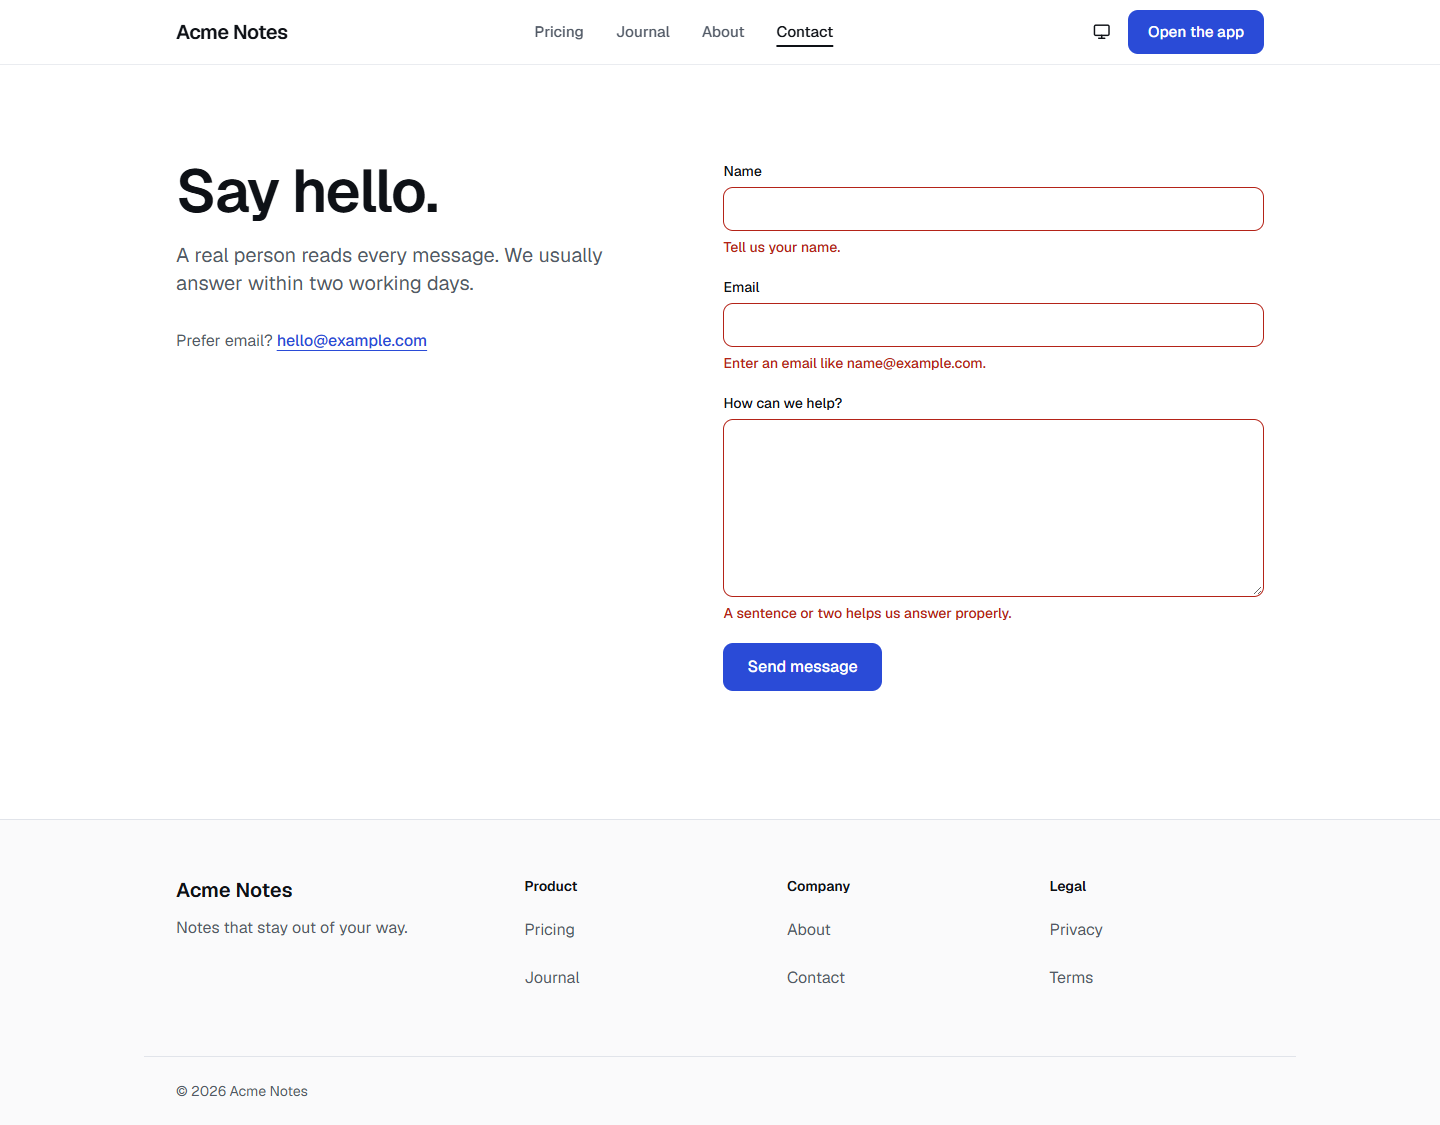 Acme Notes
Pricing
Journal
About
Contact
Open the app
Say hello.
A real person reads every message. We usually
answer within two working days.
Prefer email? hello@example.com
Name
Tell us your name.
Email
Enter an email like name@example.com.
How can we help?
A sentence or two helps us answer properly.
Send message
Acme Notes
Notes that stay out of your way.
Product
Pricing
Journal
Company
About
Contact
Legal
Privacy
Terms
© 2026 Acme Notes